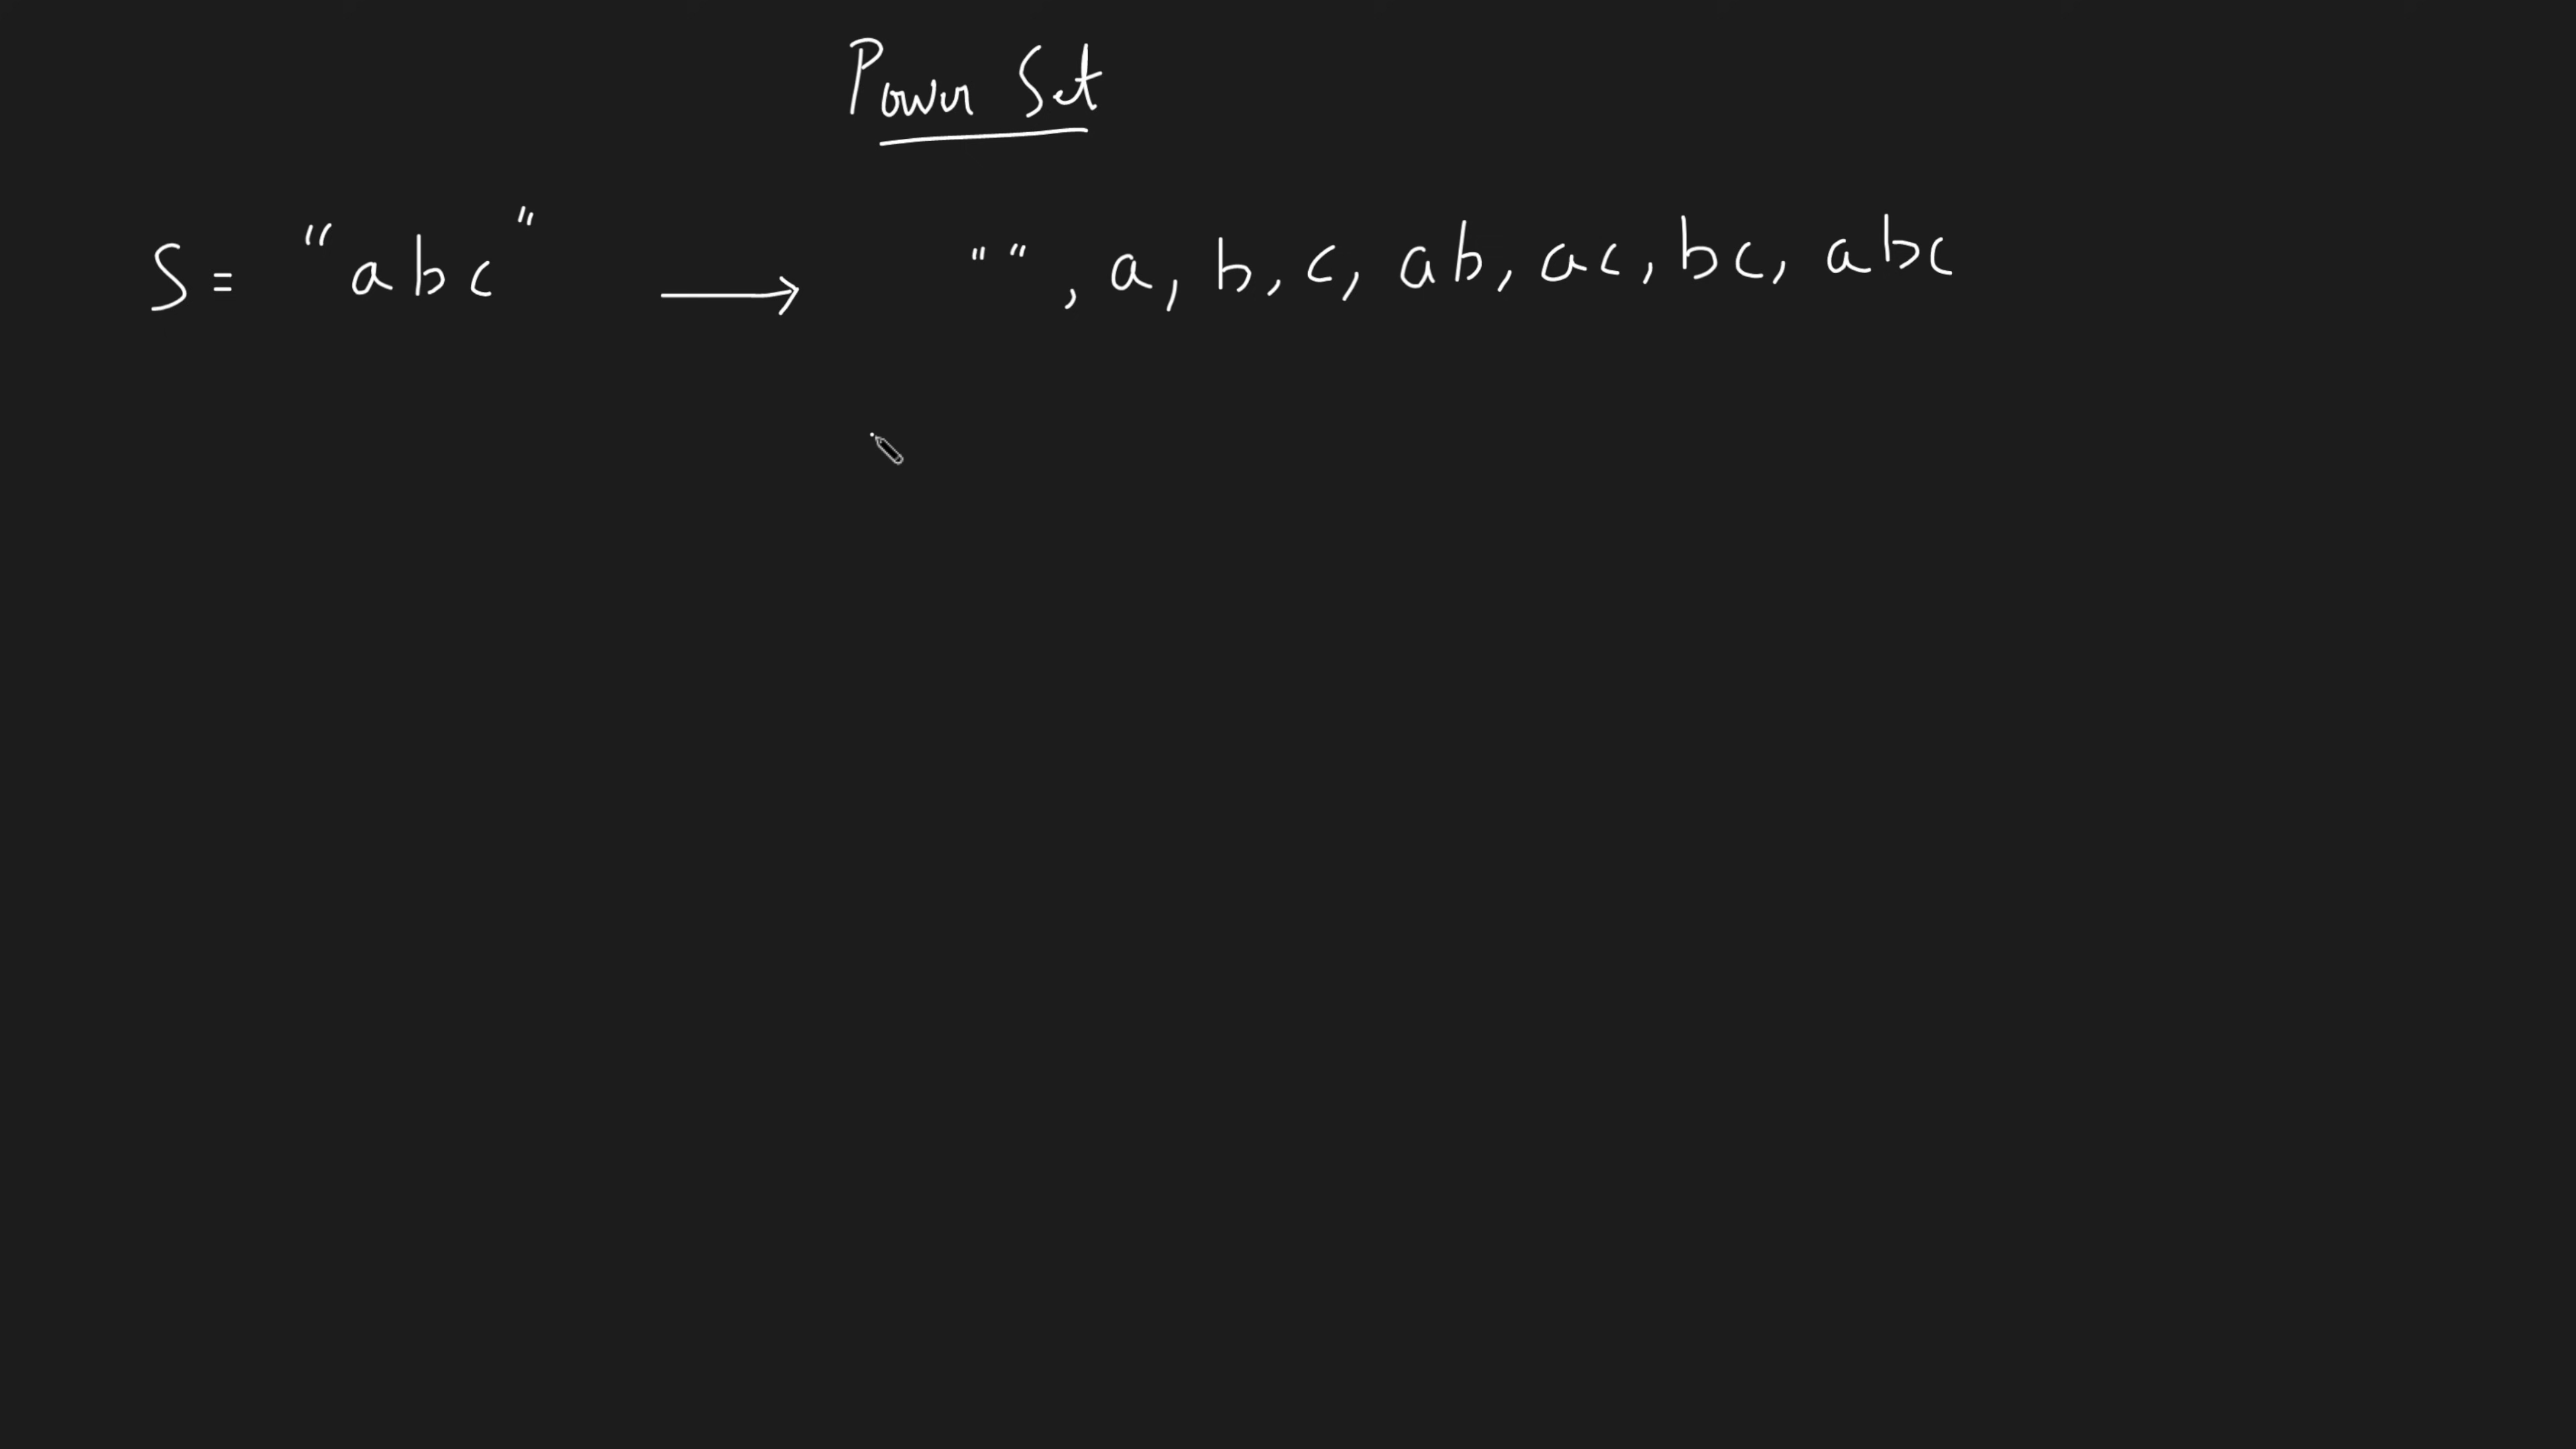 Power Set
S = "abc" → "", a, b, c, ab, ac, bc, abc